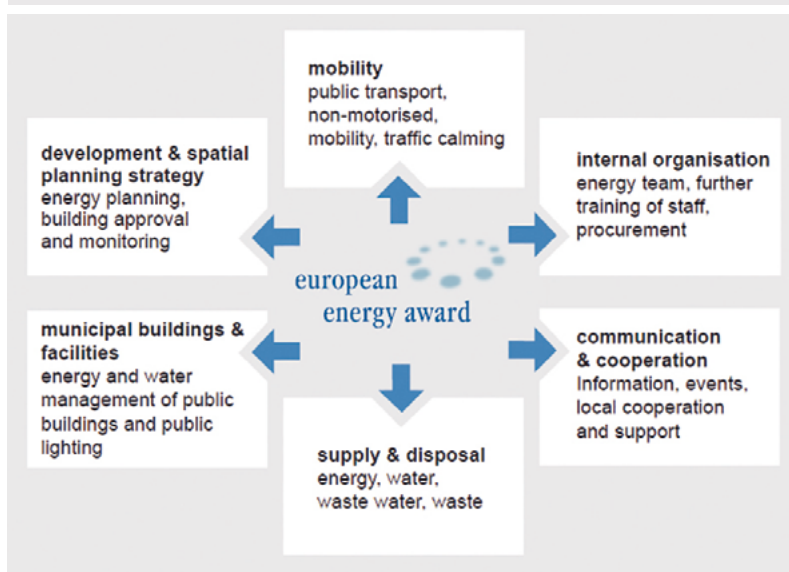 mobility
public transport,
non-motorised,
mobility, traffic calming
development & spatial
planning strategy
energy planning,
building approval
and monitoring
internal organisation
energy team, further
training of staff,
procurement
european
energy award
municipal buildings &
facilities
energy and water
management of public
buildings and public
lighting
communication
& cooperation
Information, events,
local cooperation
and support
supply & disposal
energy, water,
waste water, waste